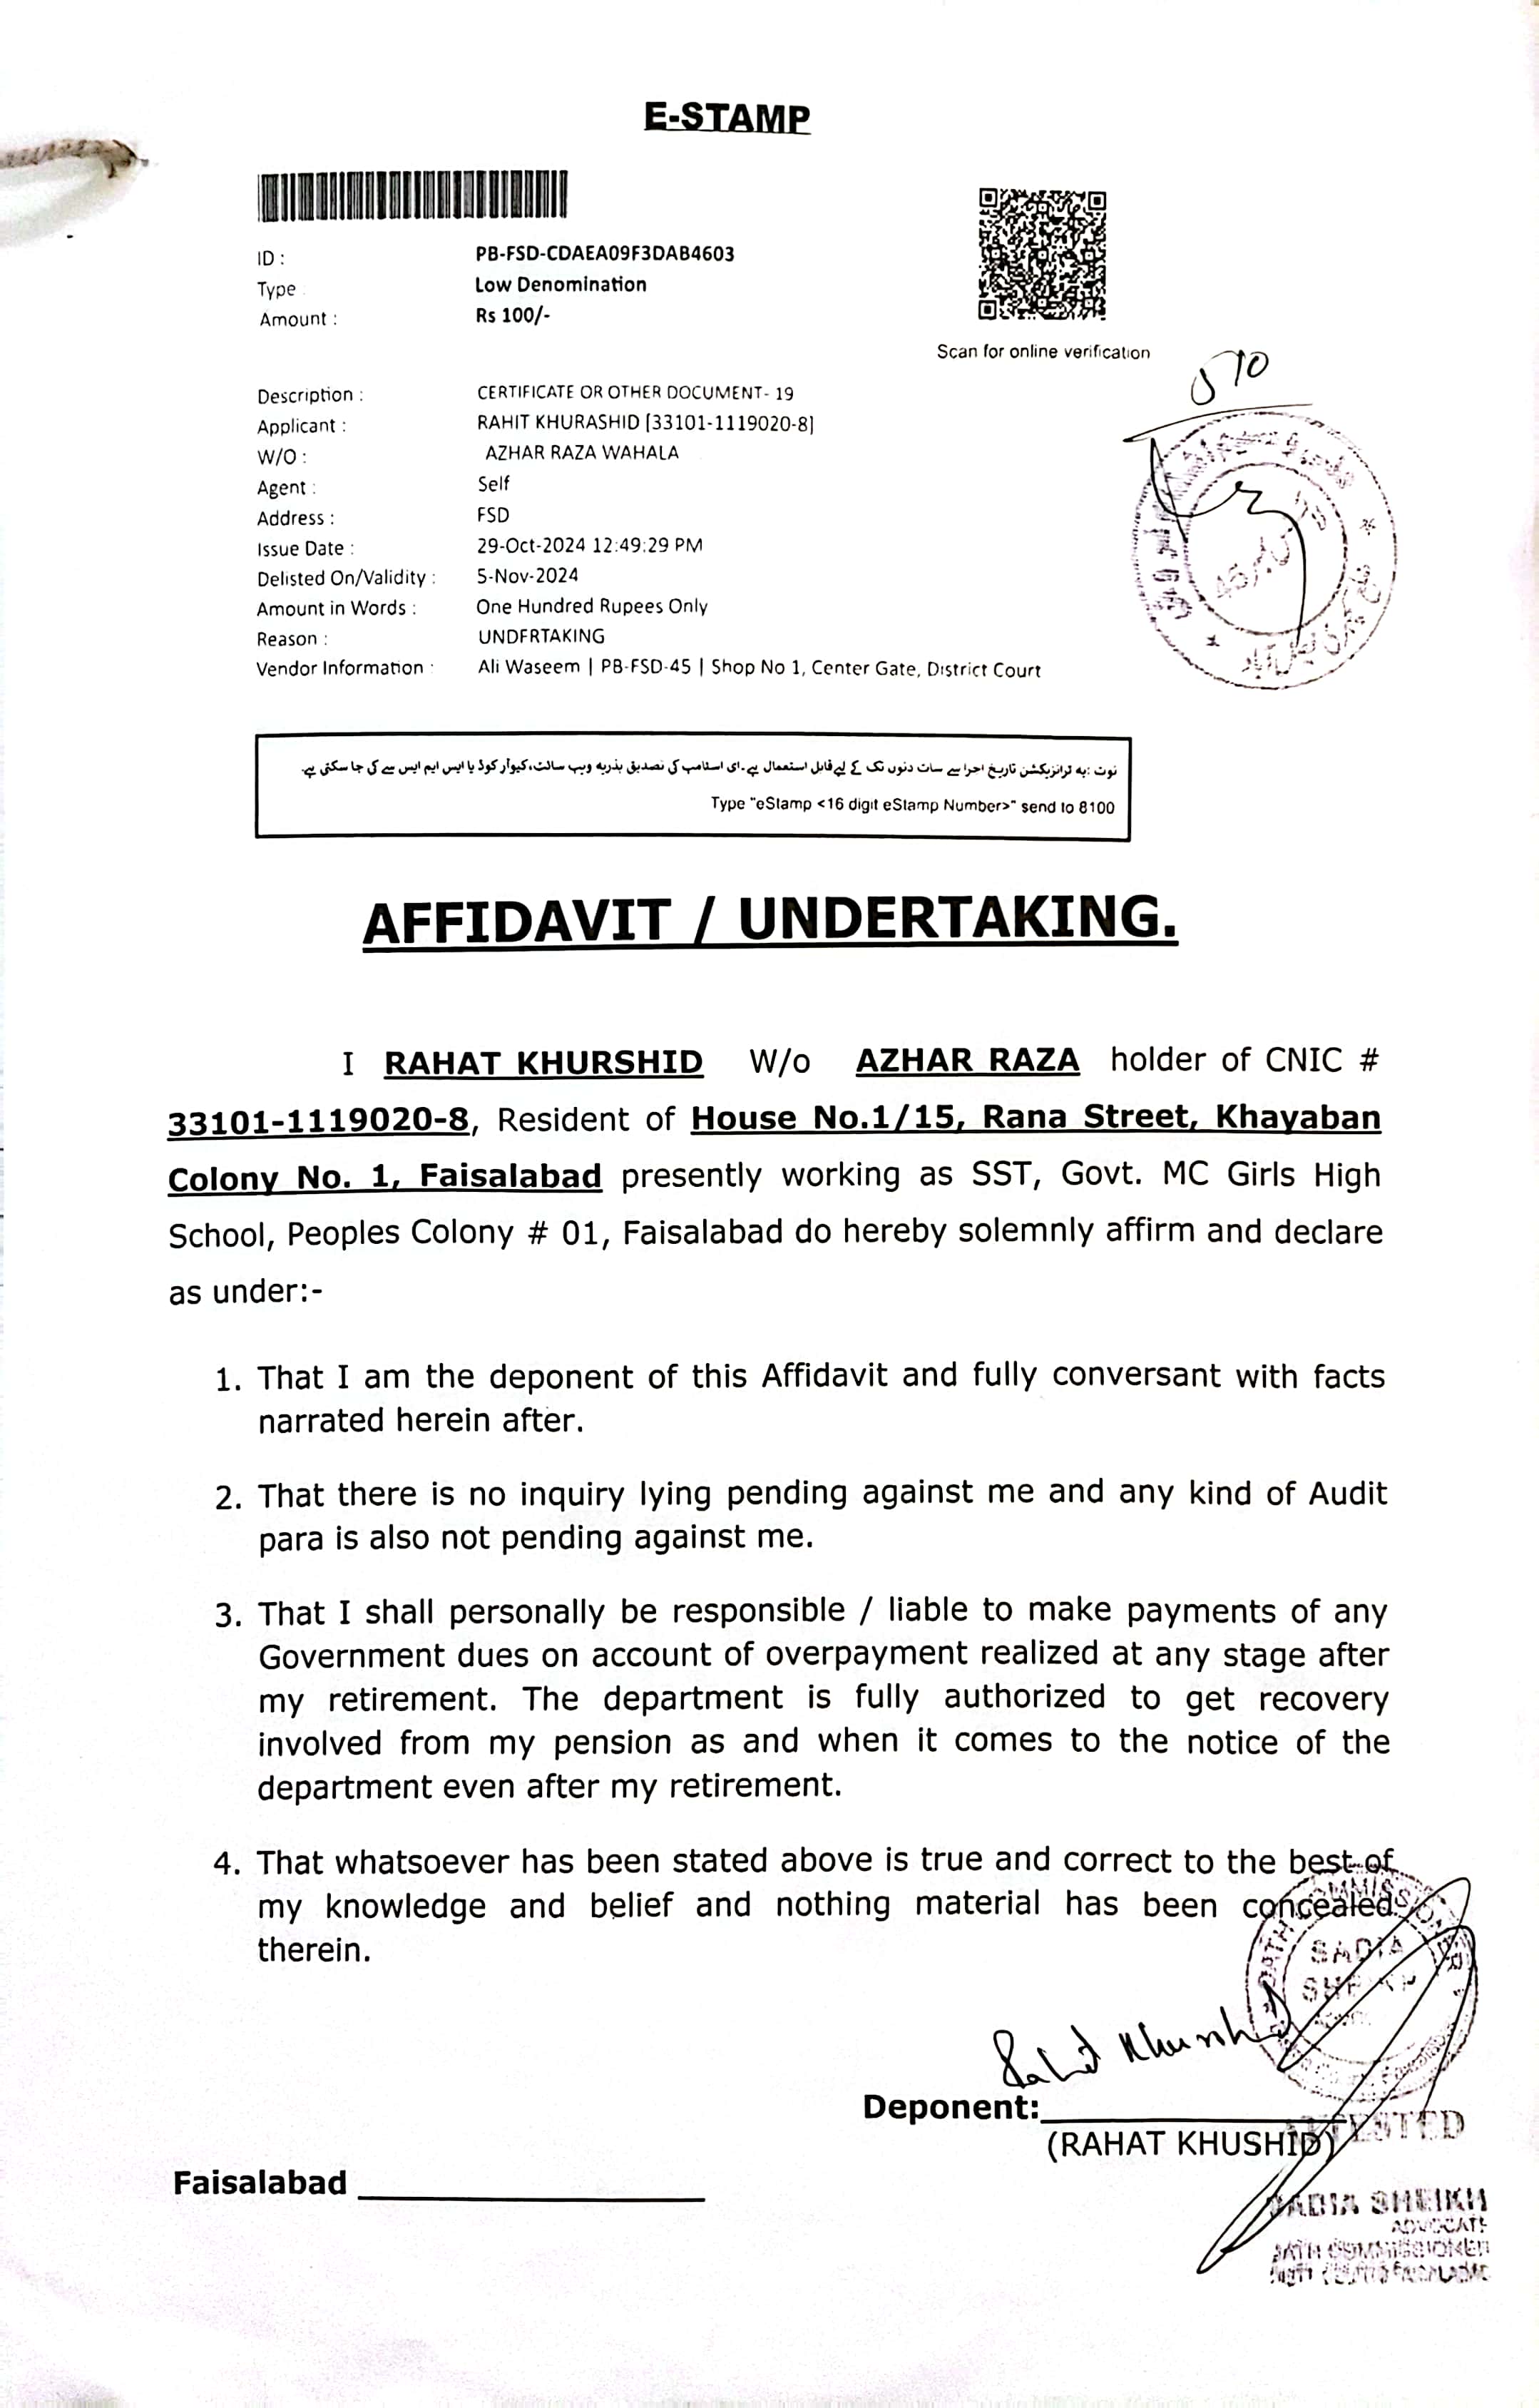 E-STAMP
ID :
PB-FSD-CDAEA09F3DAB4603
Type
Low Denomination
Amount :
Rs 100/-
Scan for online verification
570
Description :
CERTIFICATE OR OTHER DOCUMENT- 19
Applicant :
RAHIT KHURASHID [33101-1119020-8]
W/O :
AZHAR RAZA WAHALA
Agent :
Self
Address :
FSD
Issue Date :
29-Oct-2024 12:49:29 PM
Delisted On/Validity :
5-Nov-2024
Amount in Words :
One Hundred Rupees Only
Reason :
UNDERTAKING
Vendor Information :
Ali Waseem | PB-FSD-45 | Shop No 1, Center Gate, District Court
نوٹ :یہ ٹرانزیکشن تاریخ اجرا سے سات دنوں تک کے لیے قابل استعمال ہے۔ای اسٹامپ کی تصدیق بذریعہ ویب سائٹ،کیوآر کوڈ یا ایس ایم ایس سے کی جا سکتی ہے۔
Type "eStamp <16 digit eStamp Number>" send to 8100
AFFIDAVIT / UNDERTAKING.
I RAHAT KHURSHID W/o AZHAR RAZA holder of CNIC #
33101-1119020-8, Resident of House No.1/15, Rana Street, Khayaban
Colony No. 1, Faisalabad presently working as SST, Govt. MC Girls High
School, Peoples Colony # 01, Faisalabad do hereby solemnly affirm and declare
as under:-
1. That I am the deponent of this Affidavit and fully conversant with facts
narrated herein after.
2. That there is no inquiry lying pending against me and any kind of Audit
para is also not pending against me.
3. That I shall personally be responsible / liable to make payments of any
Government dues on account of overpayment realized at any stage after
my retirement. The department is fully authorized to get recovery
involved from my pension as and when it comes to the notice of the
department even after my retirement.
4. That whatsoever has been stated above is true and correct to the best of
my knowledge and belief and nothing material has been concealed
therein.
OATH COMMISSIONER
SADIA
SHEIKH
Rahat Khurshid
Deponent:
ATTESTED
(RAHAT KHUSHID)
Faisalabad
SADIA SHEIKH
ADVOCATE
OATH COMMISSIONER